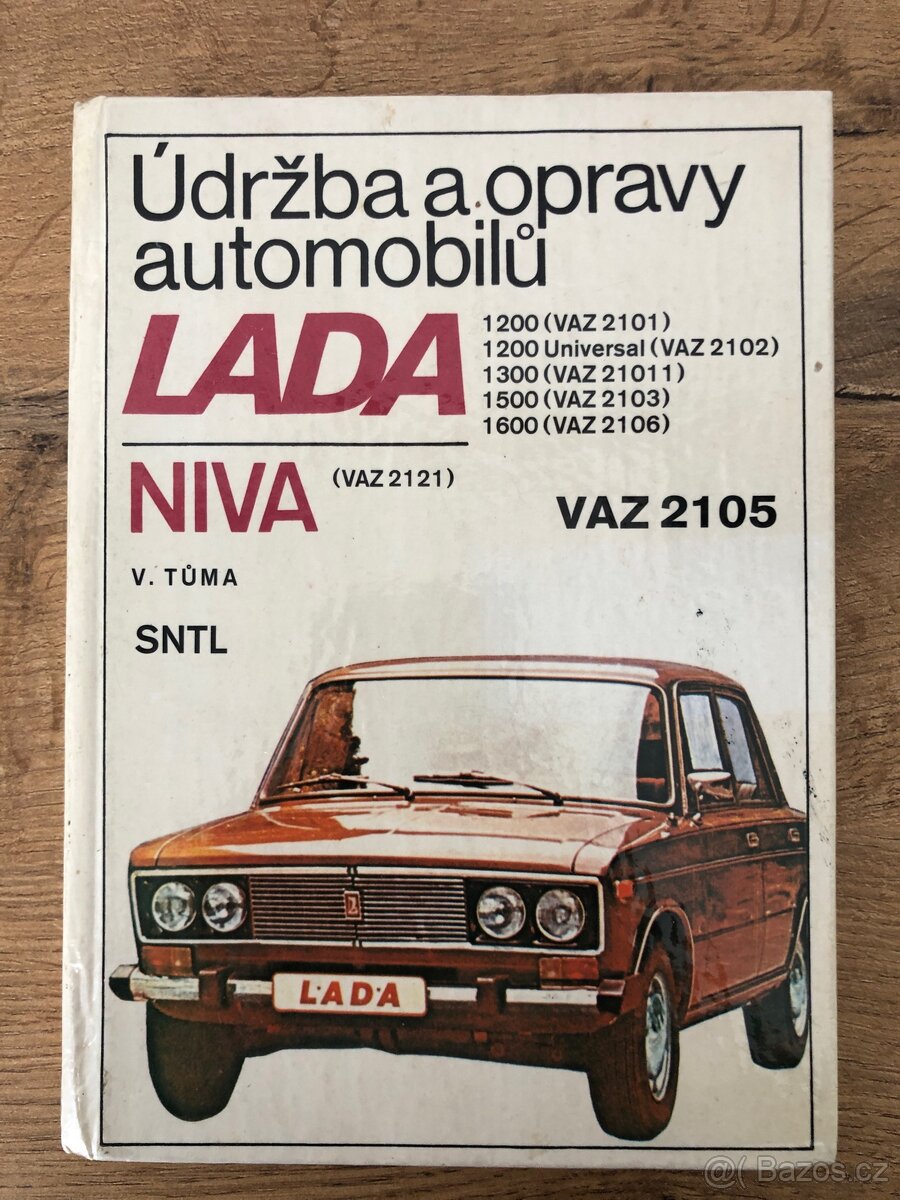 Údržba a opravy
automobilů
LADA
1200 (VAZ 2101)
1200 Universal (VAZ 2102)
1300 (VAZ 21011)
1500 (VAZ 2103)
1600 (VAZ 2106)
NIVA (VAZ 2121)
VAZ 2105
V. TŮMA
SNTL
L·A·D·A
@( Bazos.cz